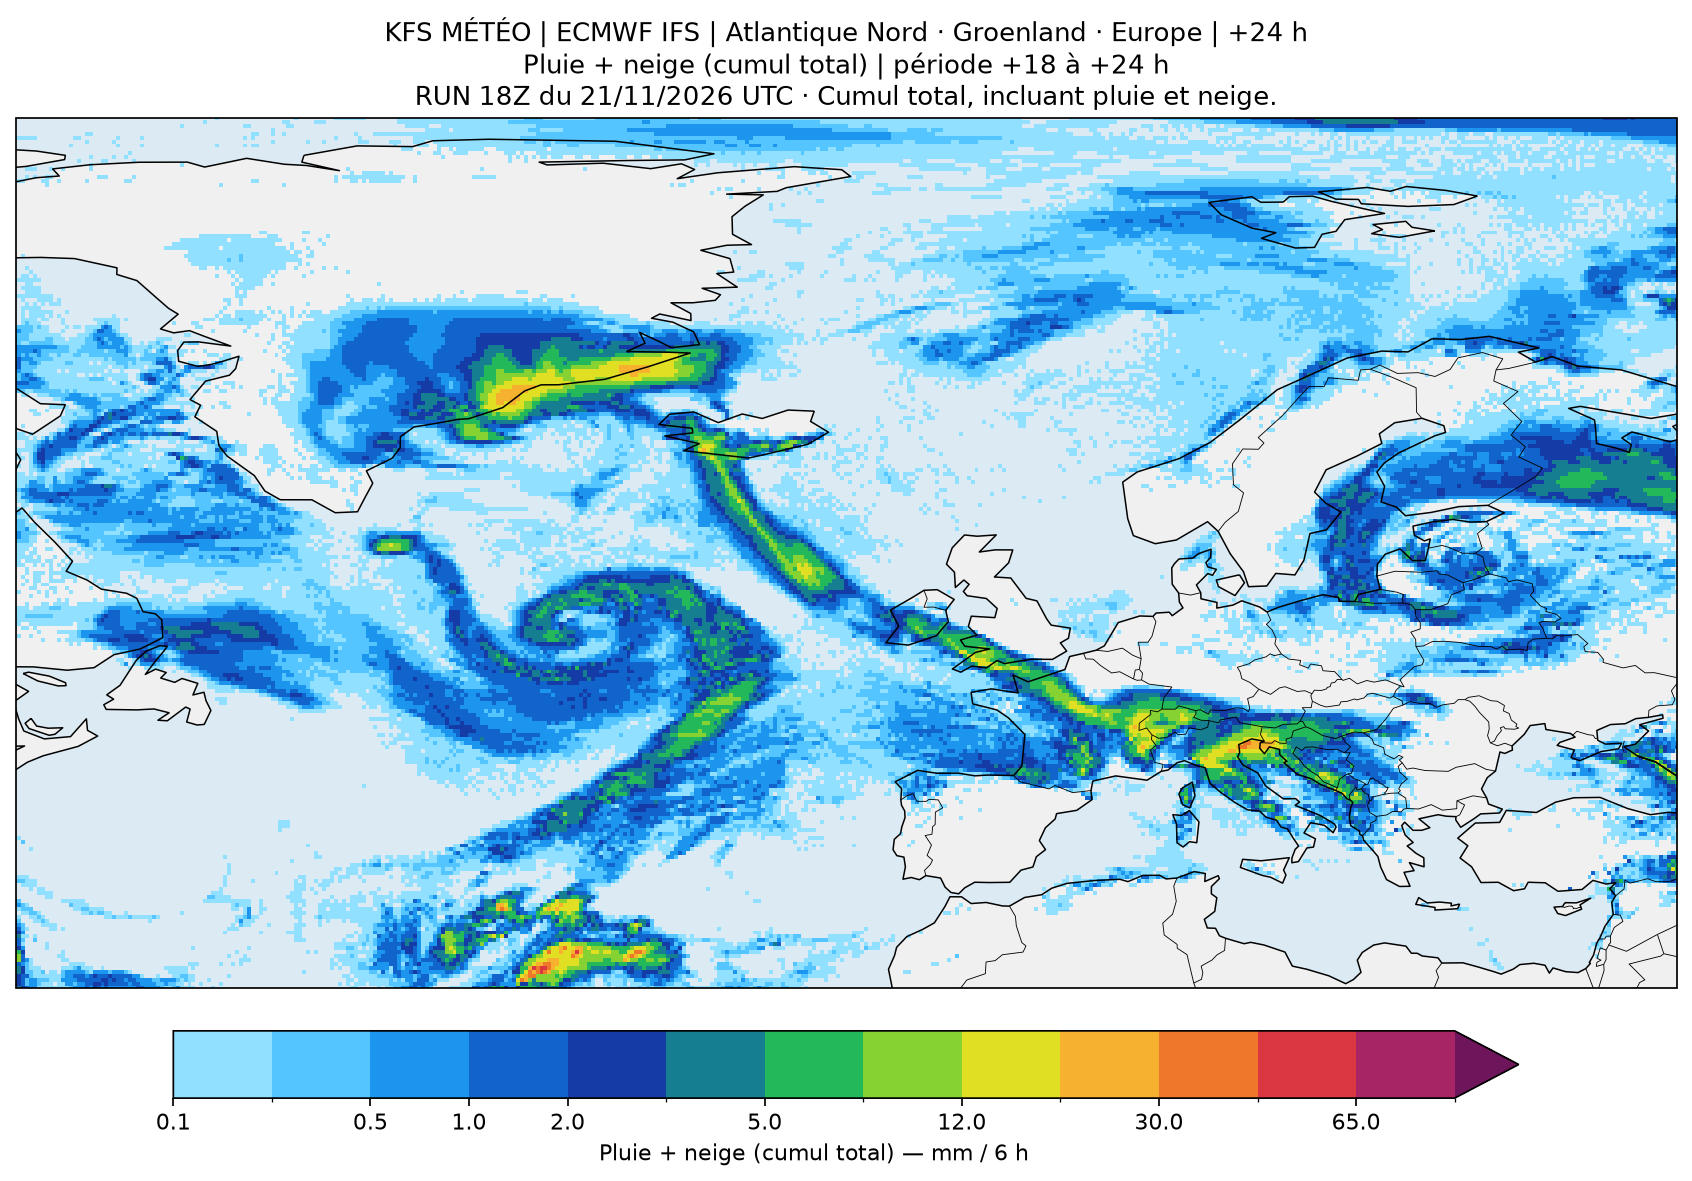 KFS MÉTÉO | ECMWF IFS | Atlantique Nord · Groenland · Europe | +24 h
Pluie + neige (cumul total) | période +18 à +24 h
RUN 18Z du 21/11/2026 UTC · Cumul total, incluant pluie et neige.
0.1 0.5 1.0 2.0 5.0 12.0 30.0 65.0
Pluie + neige (cumul total) — mm / 6 h